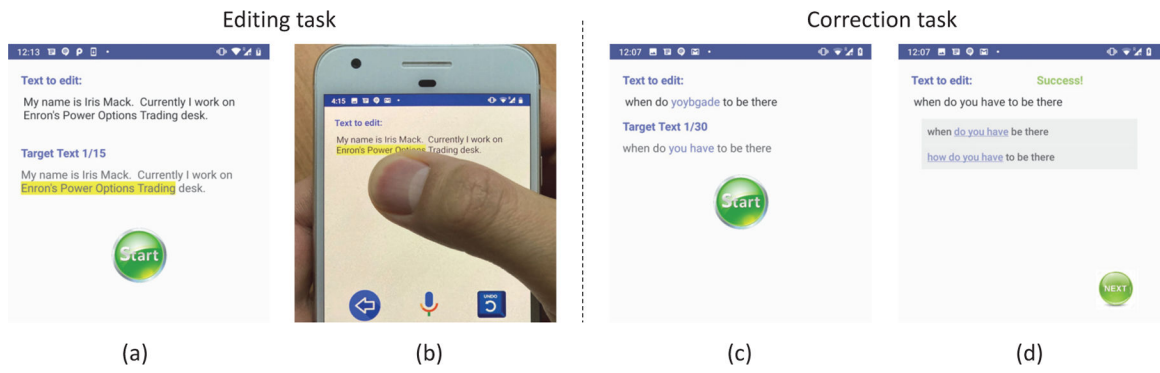 Editing task
Correction task
12:13
Text to edit:
My name is Iris Mack. Currently I work on
Enron's Power Options Trading desk.
Target Text 1/15
My name is Iris Mack. Currently I work on
Enron's Power Options Trading desk.
Start
(a)
4:15
Text to edit:
My name is Iris Mack. Currently I work on
Enron's Power Options Trading desk.
UNDO
(b)
12:07
Text to edit:
when do yoybgade to be there
Target Text 1/30
when do you have to be there
Start
(c)
12:07
Text to edit: Success!
when do you have to be there
when do you have be there
how do you have to be there
NEXT
(d)